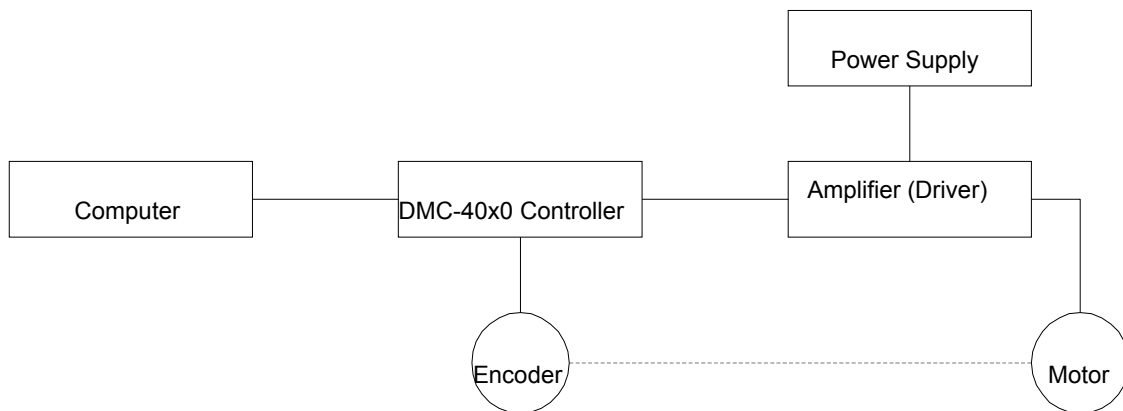 Power Supply
Computer
DMC-40x0 Controller
Amplifier (Driver)
Encoder
Motor